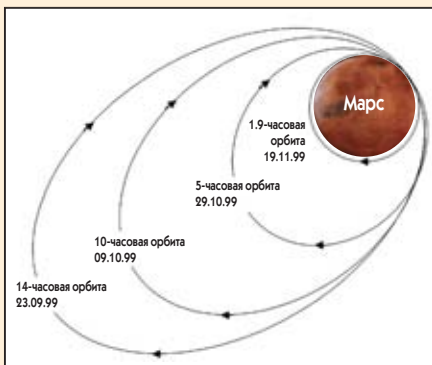 Марс
1.9-часовая
орбита
19.11.99
5-часовая орбита
29.10.99
10-часовая орбита
09.10.99
14-часовая орбита
23.09.99